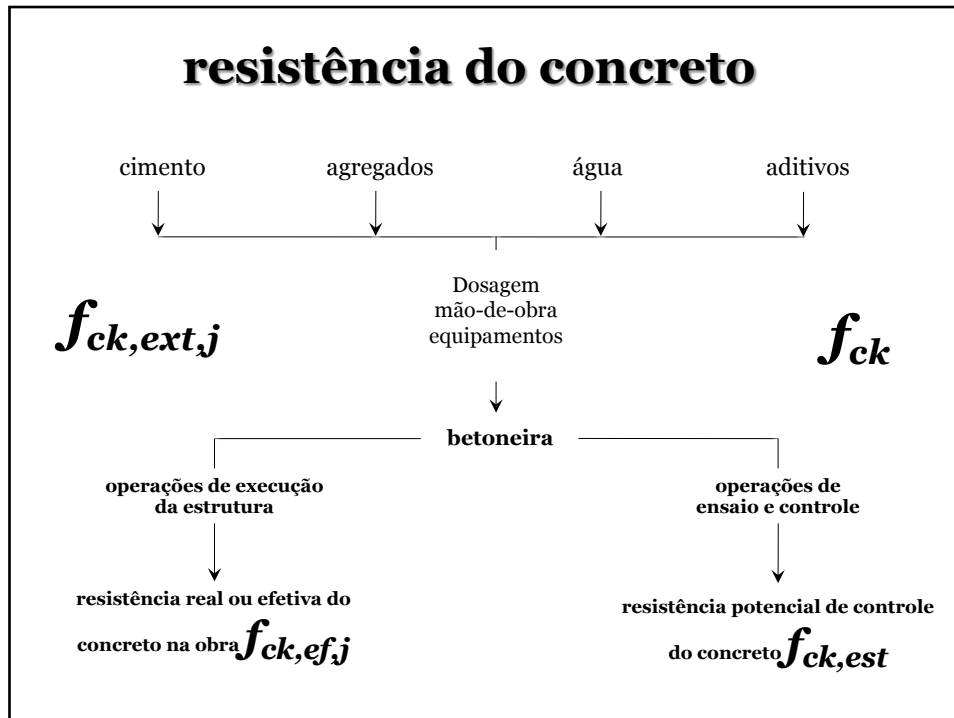 resistência do concreto
cimento agregados água aditivos
Dosagem
mão-de-obra
equipamentos
fck,ext,j
fck
betoneira
operações de execução
da estrutura
operações de
ensaio e controle
resistência real ou efetiva do
concreto na obra fck,ef,j
resistência potencial de controle
do concreto fck,est